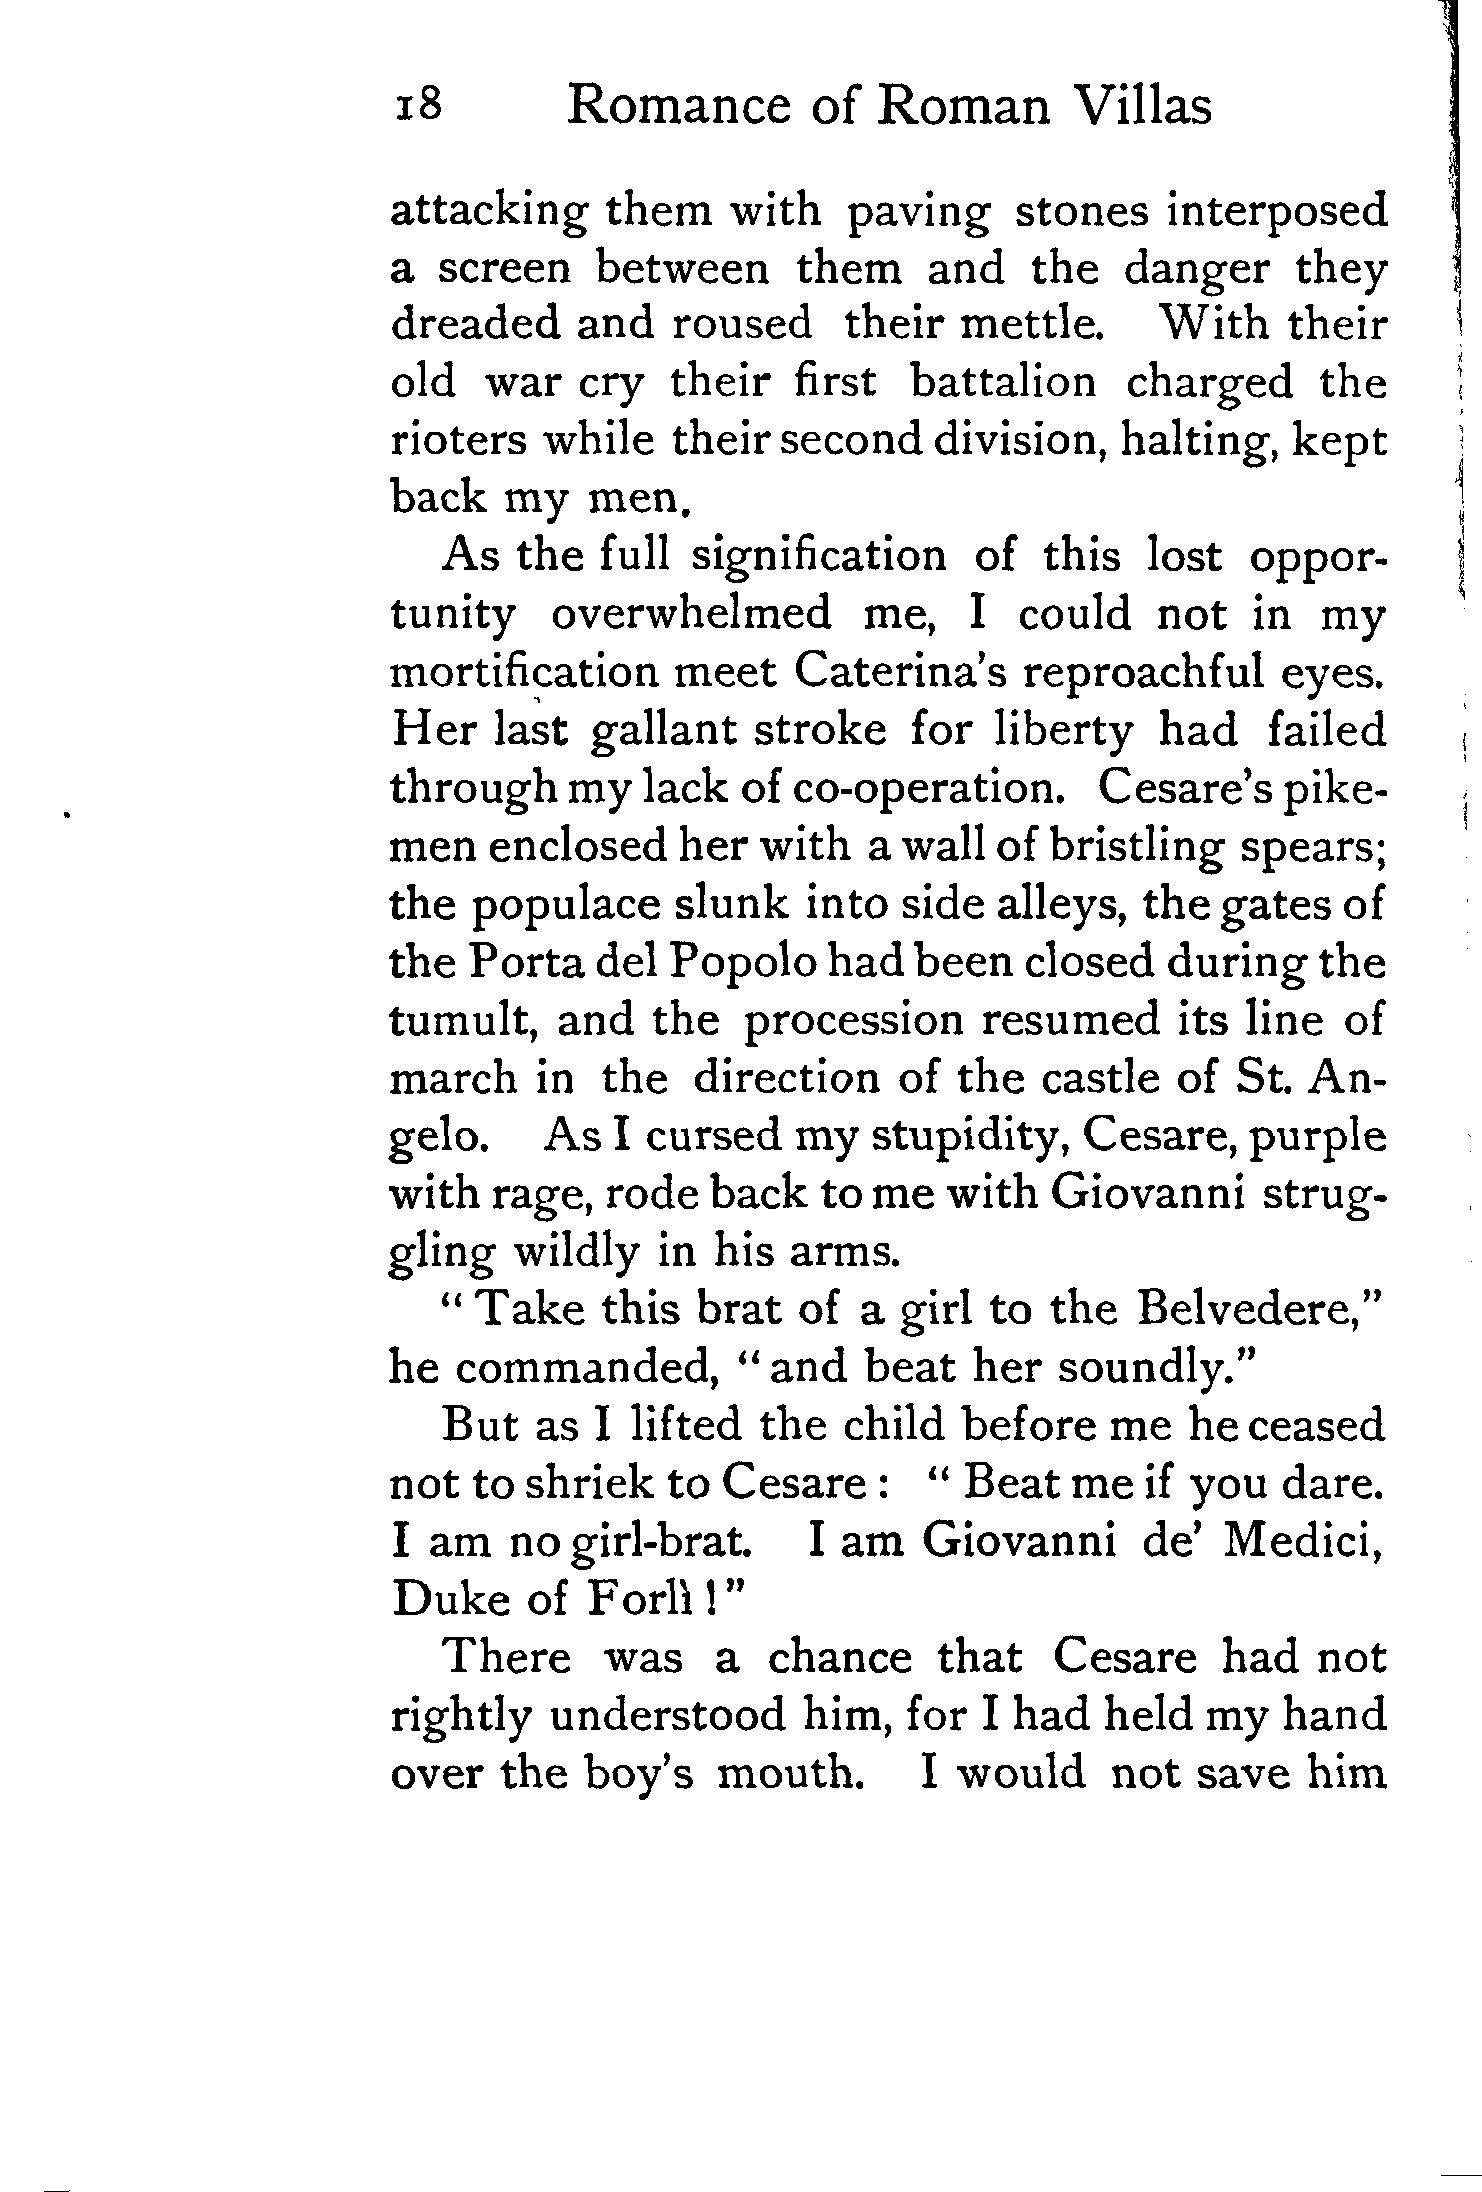 18 Romance of Roman Villas
attacking them with paving stones interposed
a screen between them and the danger they
dreaded and roused their mettle. With their
old war cry their first battalion charged the
rioters while their second division, halting, kept
back my men.
As the full signification of this lost oppor-
tunity overwhelmed me, I could not in my
mortification meet Caterina's reproachful eyes.
Her last gallant stroke for liberty had failed
through my lack of co-operation. Cesare's pike-
men enclosed her with a wall of bristling spears;
the populace slunk into side alleys, the gates of
the Porta del Popolo had been closed during the
tumult, and the procession resumed its line of
march in the direction of the castle of St. An-
gelo. As I cursed my stupidity, Cesare, purple
with rage, rode back to me with Giovanni strug-
gling wildly in his arms.
"Take this brat of a girl to the Belvedere,"
he commanded, "and beat her soundly."
But as I lifted the child before me he ceased
not to shriek to Cesare: "Beat me if you dare.
I am no girl-brat. I am Giovanni de' Medici,
Duke of Forlì!"
There was a chance that Cesare had not
rightly understood him, for I had held my hand
over the boy's mouth. I would not save him